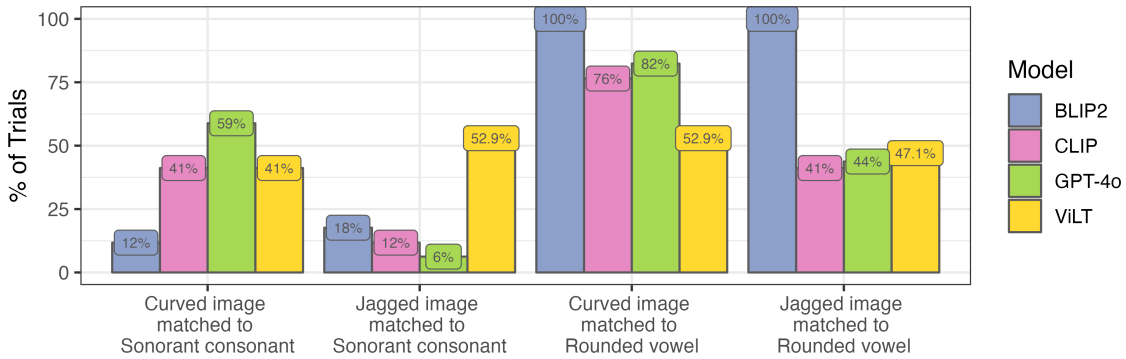 % of Trials
100
75
50
25
0
12%
41%
59%
41%
18%
12%
6%
52.9%
100%
76%
82%
52.9%
100%
41%
44%
47.1%
Curved image
matched to
Sonorant consonant
Jagged image
matched to
Sonorant consonant
Curved image
matched to
Rounded vowel
Jagged image
matched to
Rounded vowel
Model
BLIP2
CLIP
GPT-4o
ViLT